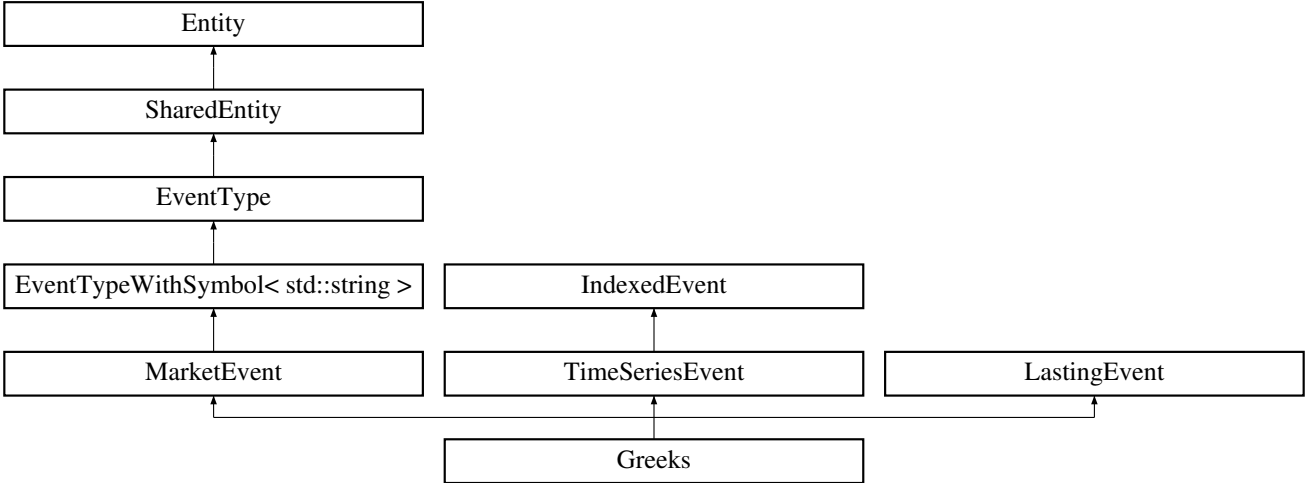 Entity
SharedEntity
EventType
EventTypeWithSymbol< std::string >
IndexedEvent
MarketEvent
TimeSeriesEvent
LastingEvent
Greeks